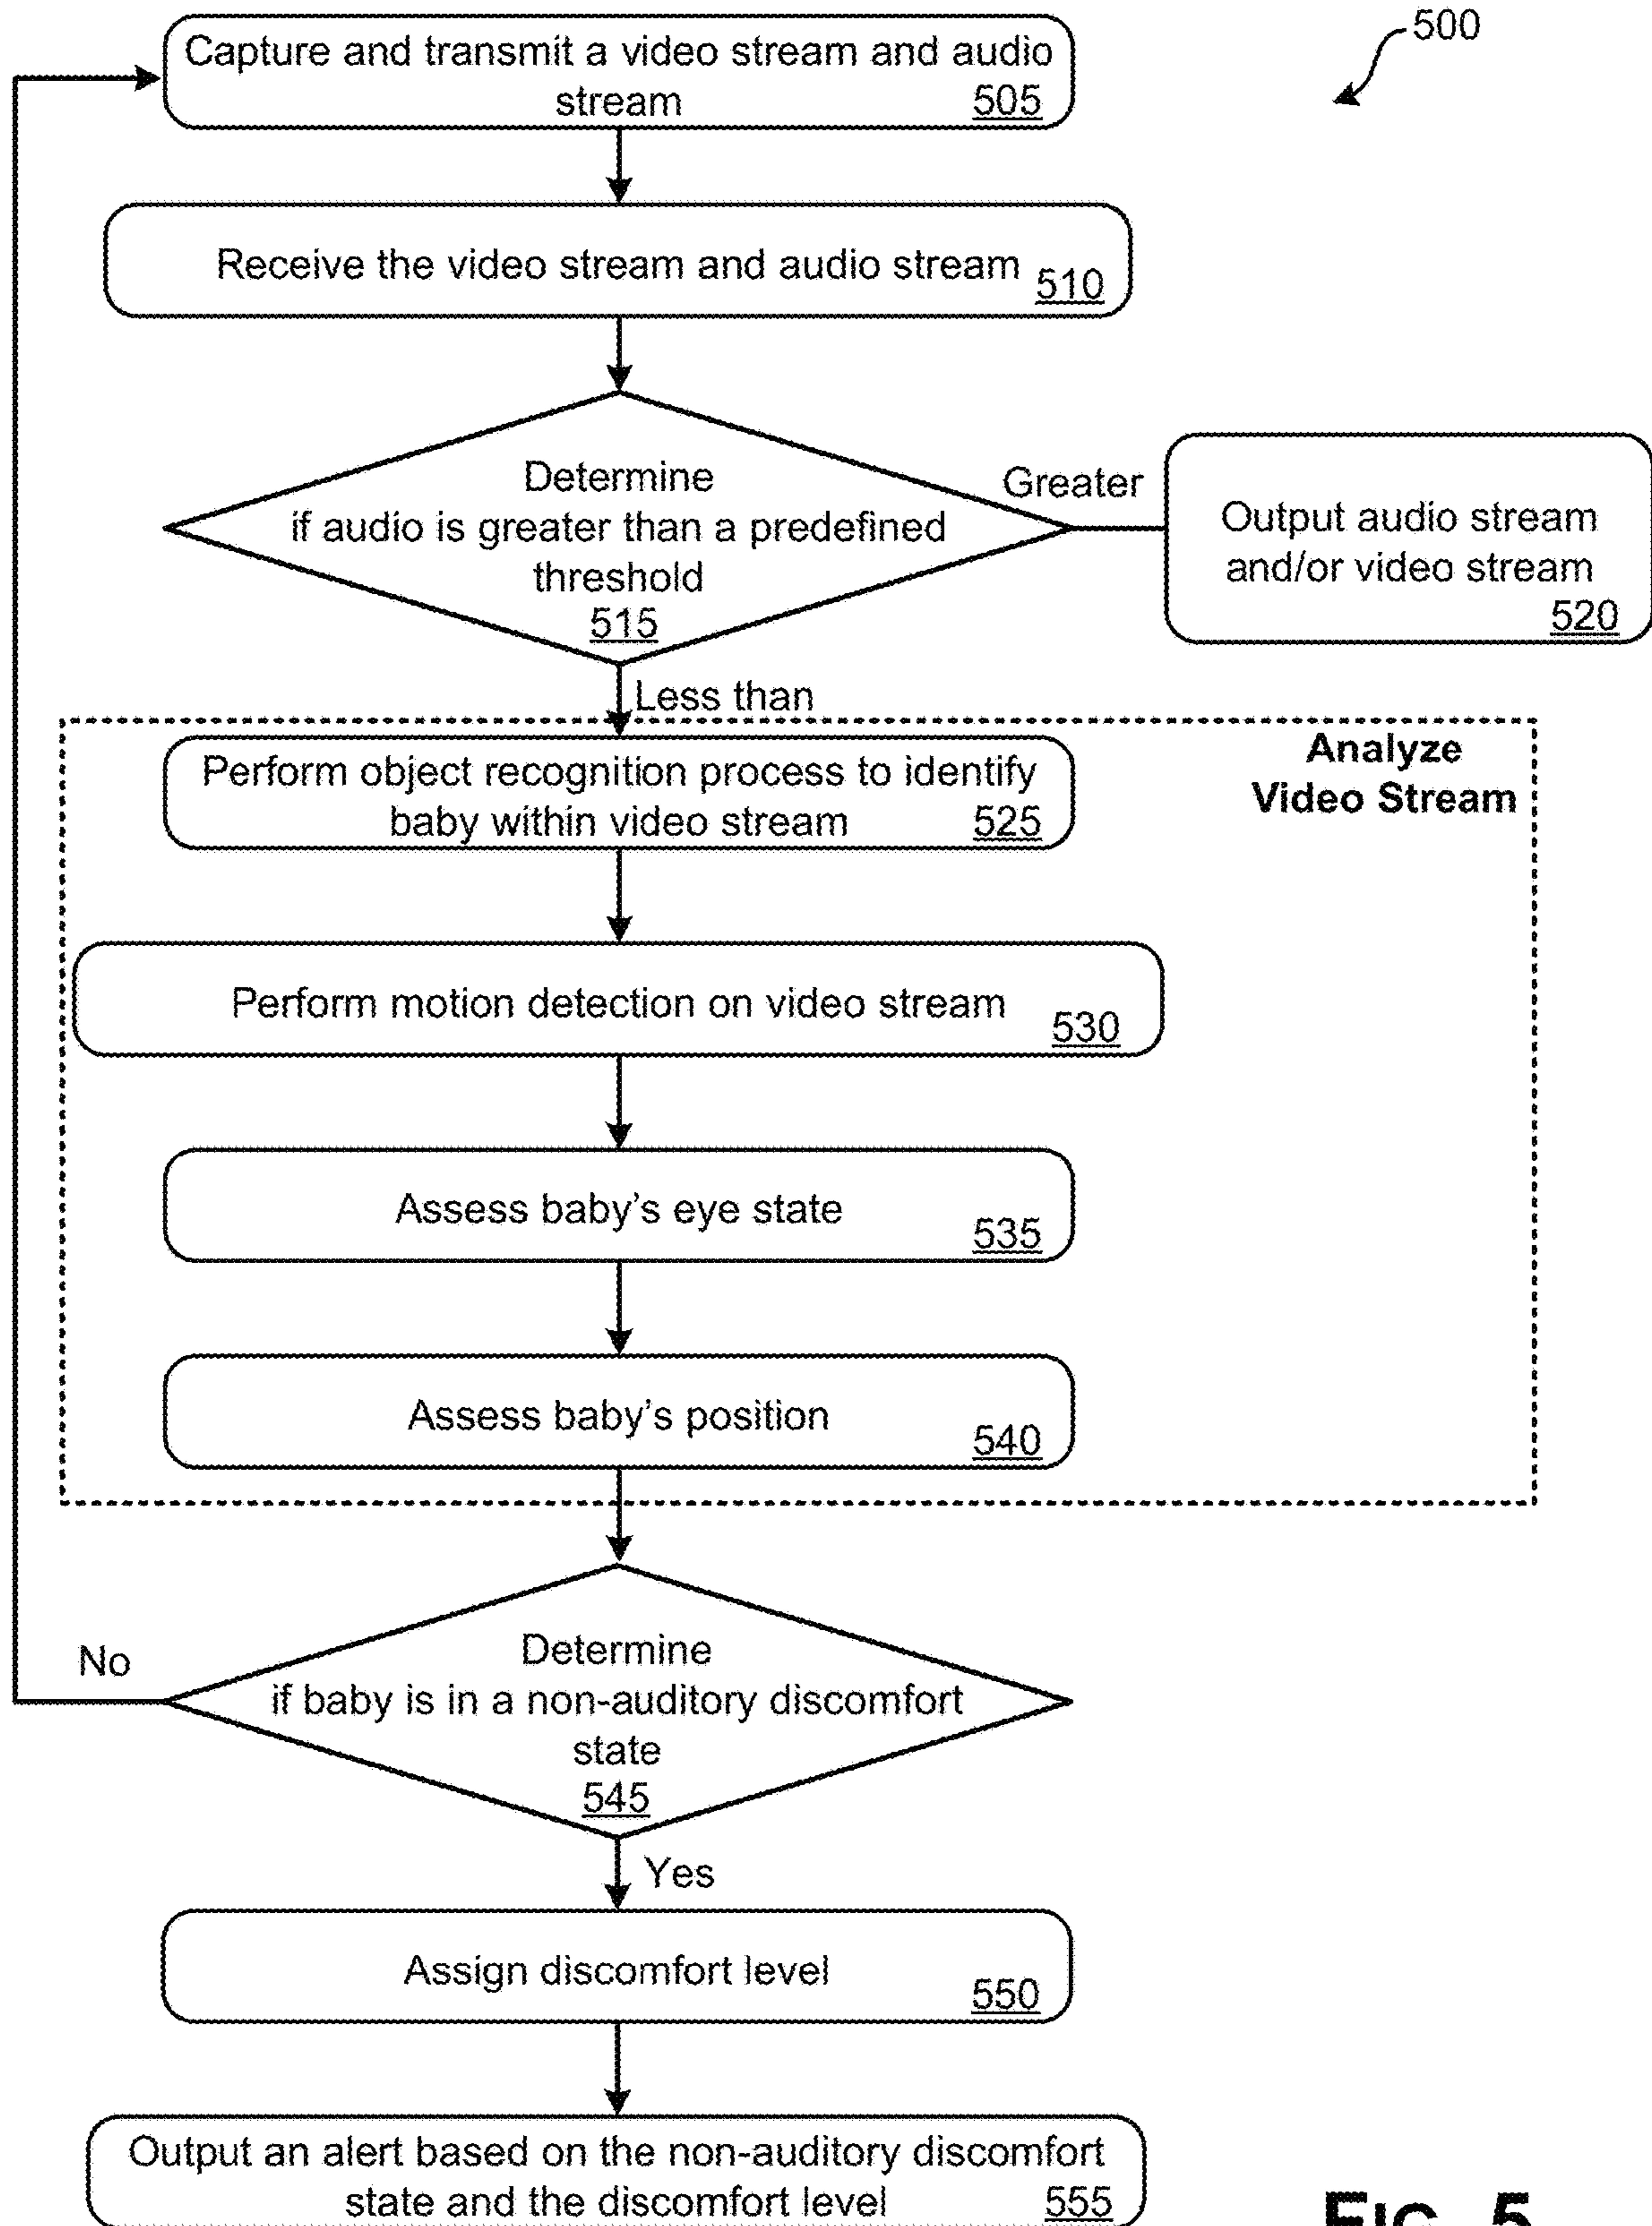 500
Capture and transmit a video stream and audio
stream 505
Receive the video stream and audio stream 510
Determine
if audio is greater than a predefined
threshold
515
Greater
Output audio stream
and/or video stream
520
Less than
Analyze
Video Stream
Perform object recognition process to identify
baby within video stream 525
Perform motion detection on video stream 530
Assess baby's eye state 535
Assess baby's position 540
Determine
if baby is in a non-auditory discomfort
state
545
No
Yes
Assign discomfort level 550
Output an alert based on the non-auditory discomfort
state and the discomfort level 555
FIG. 5